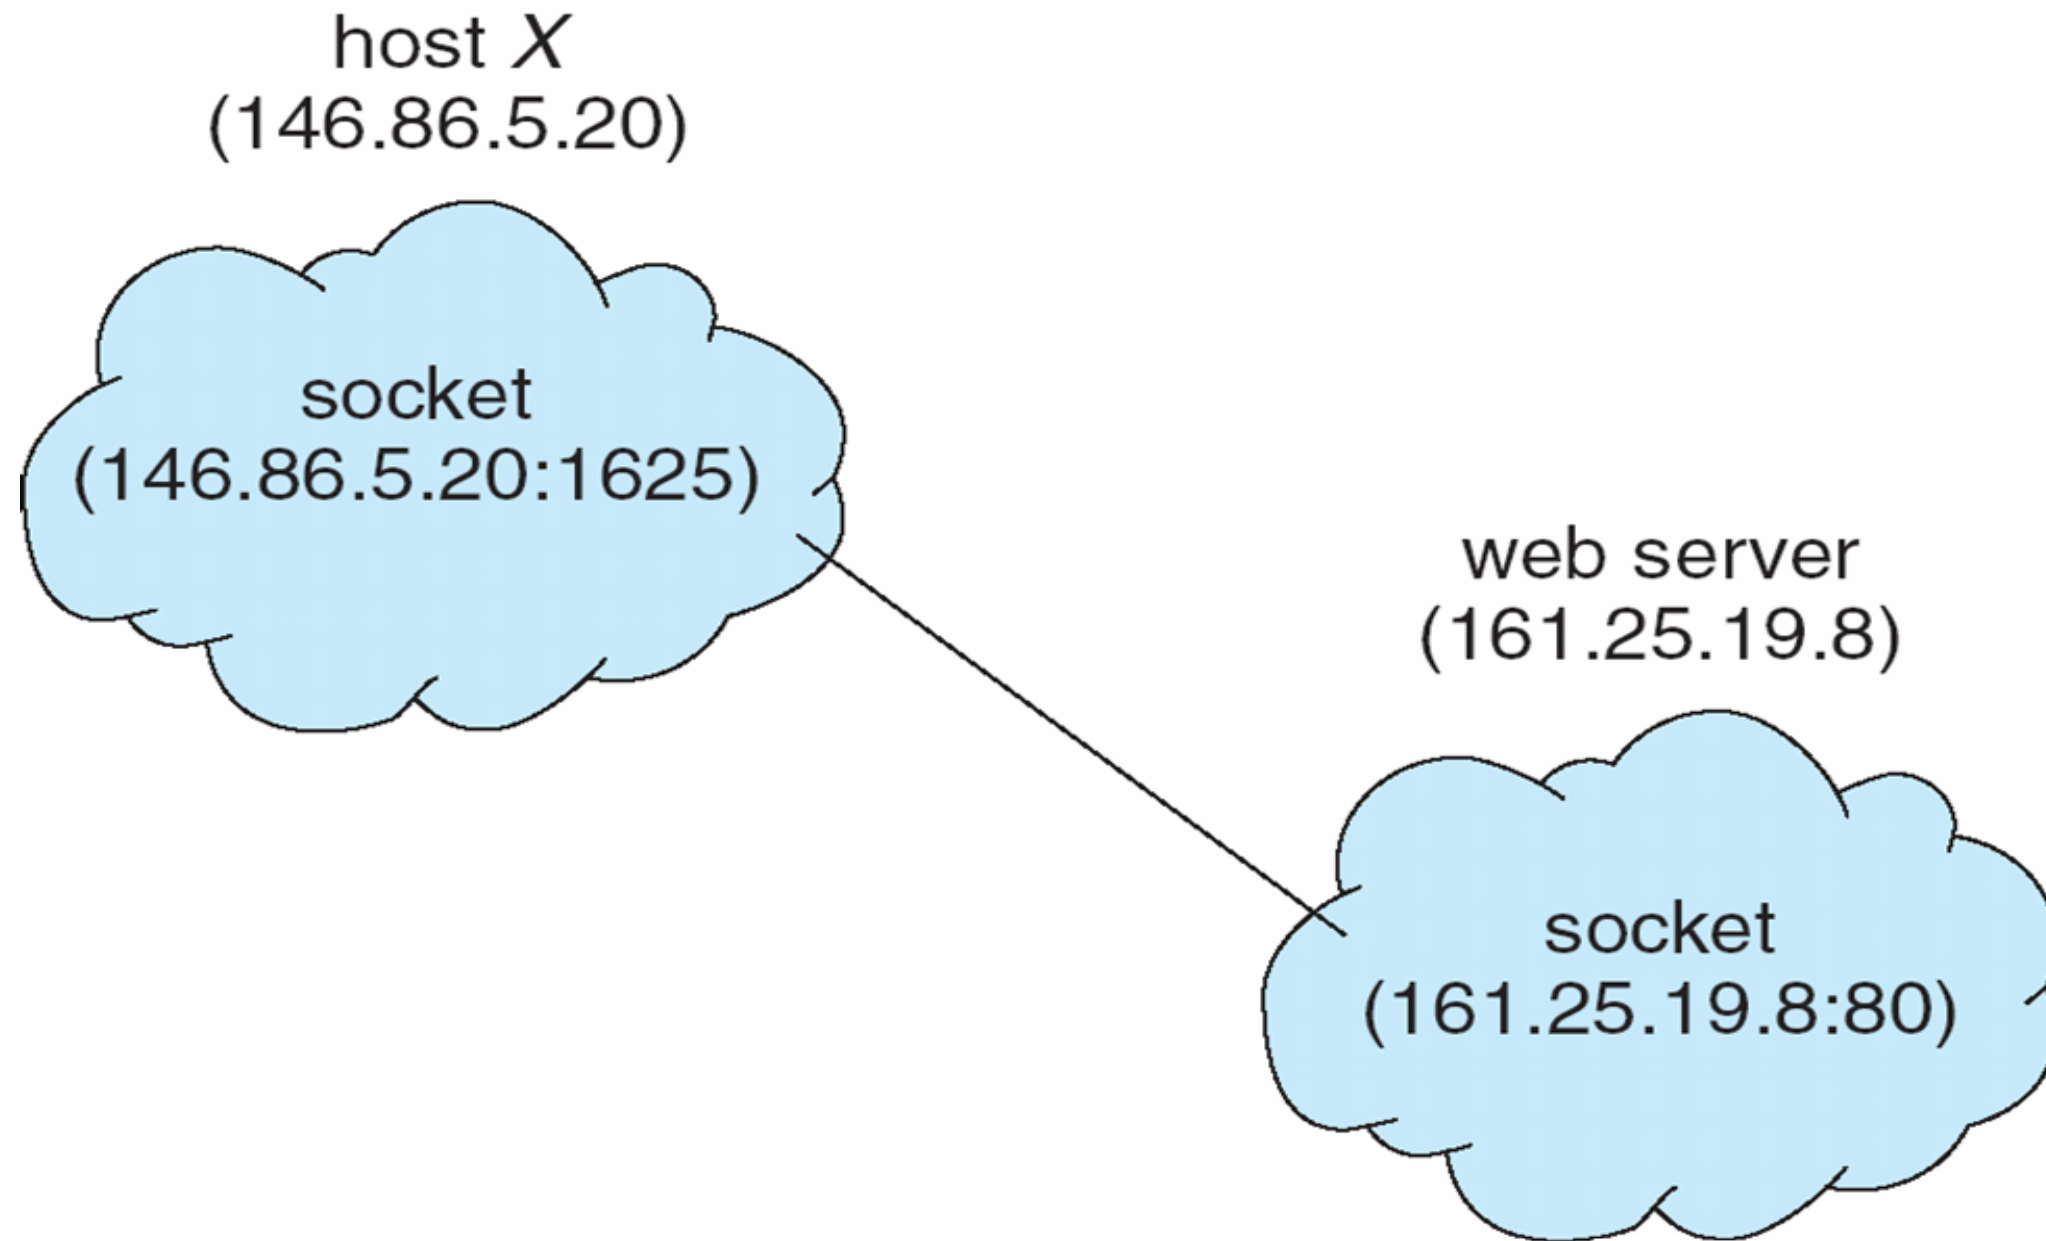 host X
(146.86.5.20)
socket
(146.86.5.20:1625)
web server
(161.25.19.8)
socket
(161.25.19.8:80)